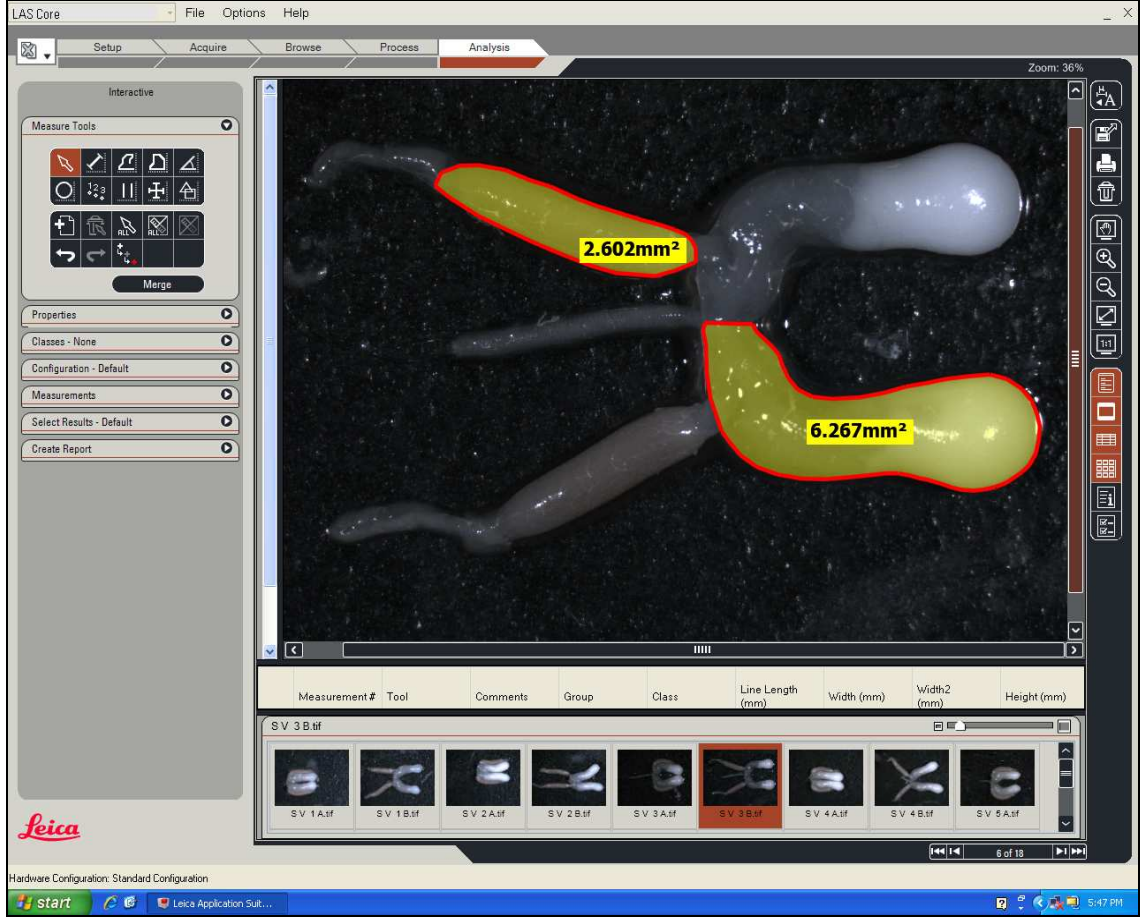 LAS Core File Options Help
Setup Acquire Browse Process Analysis
Zoom: 36%
Interactive
Measure Tools
Merge
Properties
Classes - None
Configuration - Default
Measurements
Select Results - Default
Create Report
2.602mm²
6.267mm²
1:1
Measurement # Tool Comments Group Class Line Length (mm) Width (mm) Width2 (mm) Height (mm)
S V 3 B.tif
S V 1 A.tif S V 1 B.tif S V 2 A.tif S V 2 B.tif S V 3 A.tif S V 3 B.tif S V 4 A.tif S V 4 B.tif S V 5 A.tif
Leica
6 of 18
Hardware Configuration: Standard Configuration
start Leica Application Suit... 5:47 PM